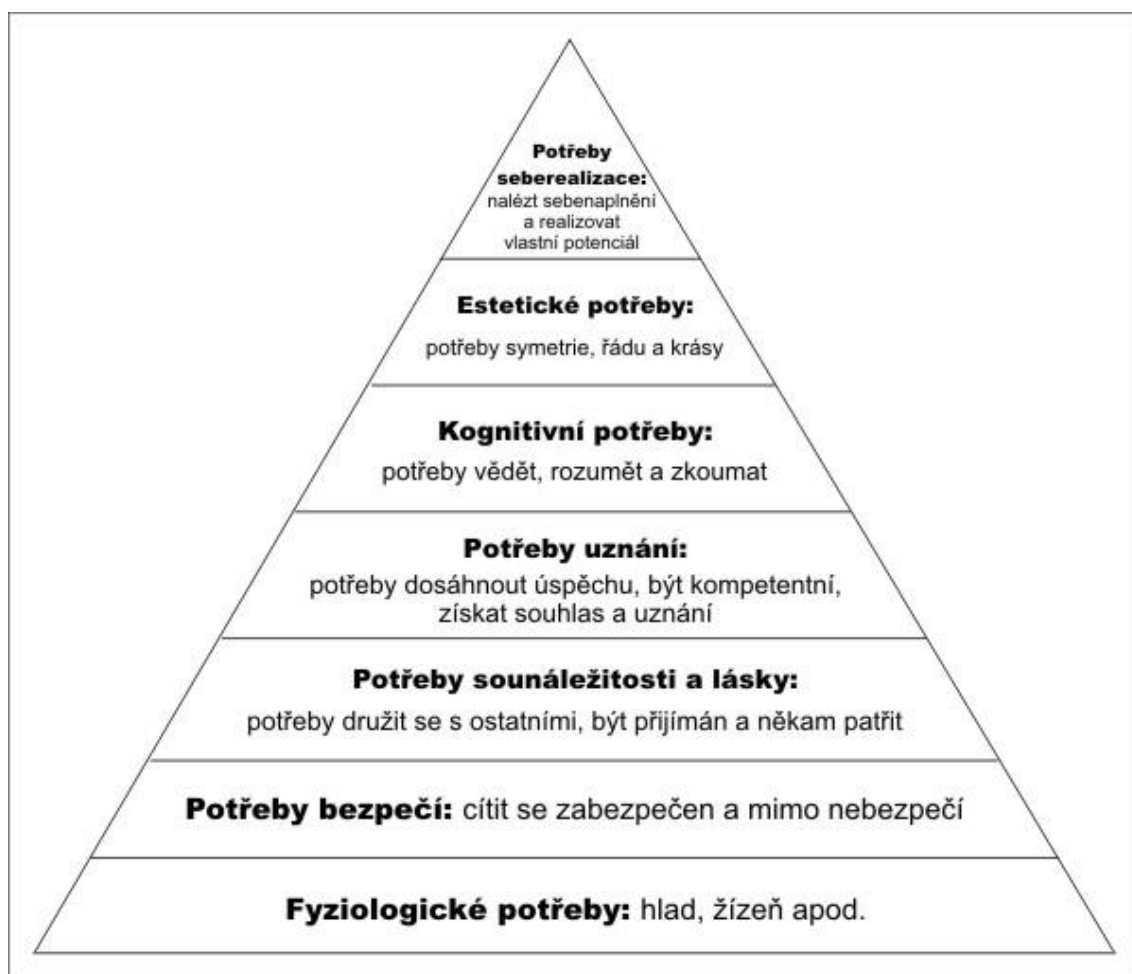 Potřeby
seberealizace:
nalézt sebenaplnění
a realizovat
vlastní potenciál
Estetické potřeby:
potřeby symetrie, řádu a krásy
Kognitivní potřeby:
potřeby vědět, rozumět a zkoumat
Potřeby uznání:
potřeby dosáhnout úspěchu, být kompetentní,
získat souhlas a uznání
Potřeby sounáležitosti a lásky:
potřeby družit se s ostatními, být přijímán a někam patřit
Potřeby bezpečí: cítit se zabezpečen a mimo nebezpečí
Fyziologické potřeby: hlad, žízeň apod.